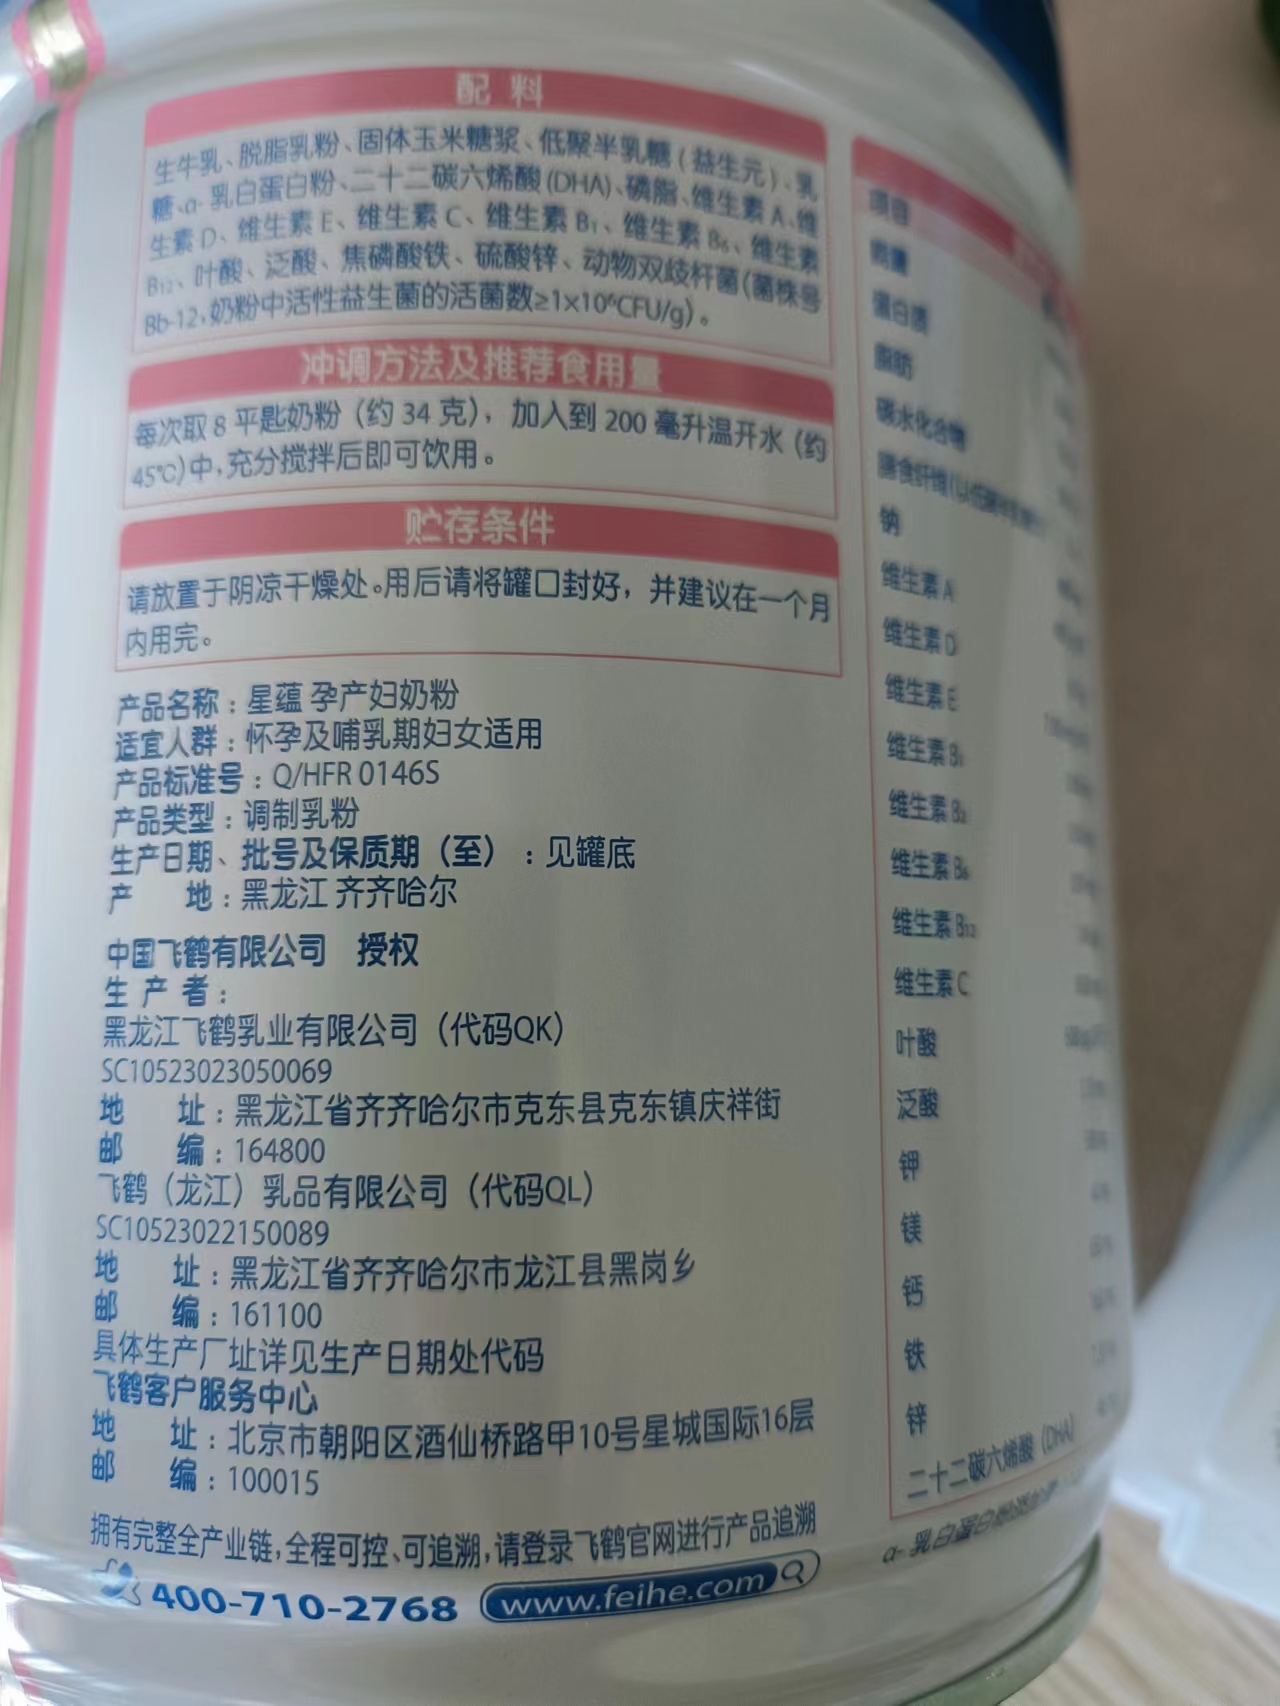 配 料
生牛乳、脱脂乳粉、固体玉米糖浆、低聚半乳糖(益生元)、乳
糖、α-乳白蛋白粉、二十二碳六烯酸(DHA)、磷脂、维生素A、维
生素D、维生素E、维生素C、维生素B₁、维生素B₆、维生素
B₁₂、叶酸、泛酸、焦磷酸铁、硫酸锌、动物双歧杆菌(菌株号
Bb-12,奶粉中活性益生菌的活菌数≥1×10⁶CFU/g)。
冲调方法及推荐食用量
每次取8平匙奶粉(约34克),加入到200毫升温开水(约
45℃)中,充分搅拌后即可饮用。
贮存条件
请放置于阴凉干燥处。用后请将罐口封好,并建议在一个月
内用完。
产品名称:星蕴 孕产妇奶粉
适宜人群:怀孕及哺乳期妇女适用
产品标准号:Q/HFR 0146S
产品类型:调制乳粉
生产日期、批号及保质期(至):见罐底
产 地:黑龙江 齐齐哈尔
中国飞鹤有限公司 授权
生 产 者:
黑龙江飞鹤乳业有限公司(代码QK)
SC10523023050069
地 址:黑龙江省齐齐哈尔市克东县克东镇庆祥街
邮 编:164800
飞鹤(龙江)乳品有限公司(代码QL)
SC10523022150089
地 址:黑龙江省齐齐哈尔市龙江县黑岗乡
邮 编:161100
具体生产厂址详见生产日期处代码
飞鹤客户服务中心
地 址:北京市朝阳区酒仙桥路甲10号星城国际16层
邮 编:100015
拥有完整全产业链,全程可控、可追溯,请登录飞鹤官网进行产品追溯
400-710-2768 www.feihe.com
项目
能量
蛋白质
脂肪
碳水化合物
膳食纤维
钠
维生素A
维生素D
维生素E
维生素B₁
维生素B₂
维生素B₆
维生素B₁₂
维生素C
叶酸
泛酸
钾
镁
钙
铁
锌
二十二碳六烯酸(DHA)
α-乳白蛋白粉添加量